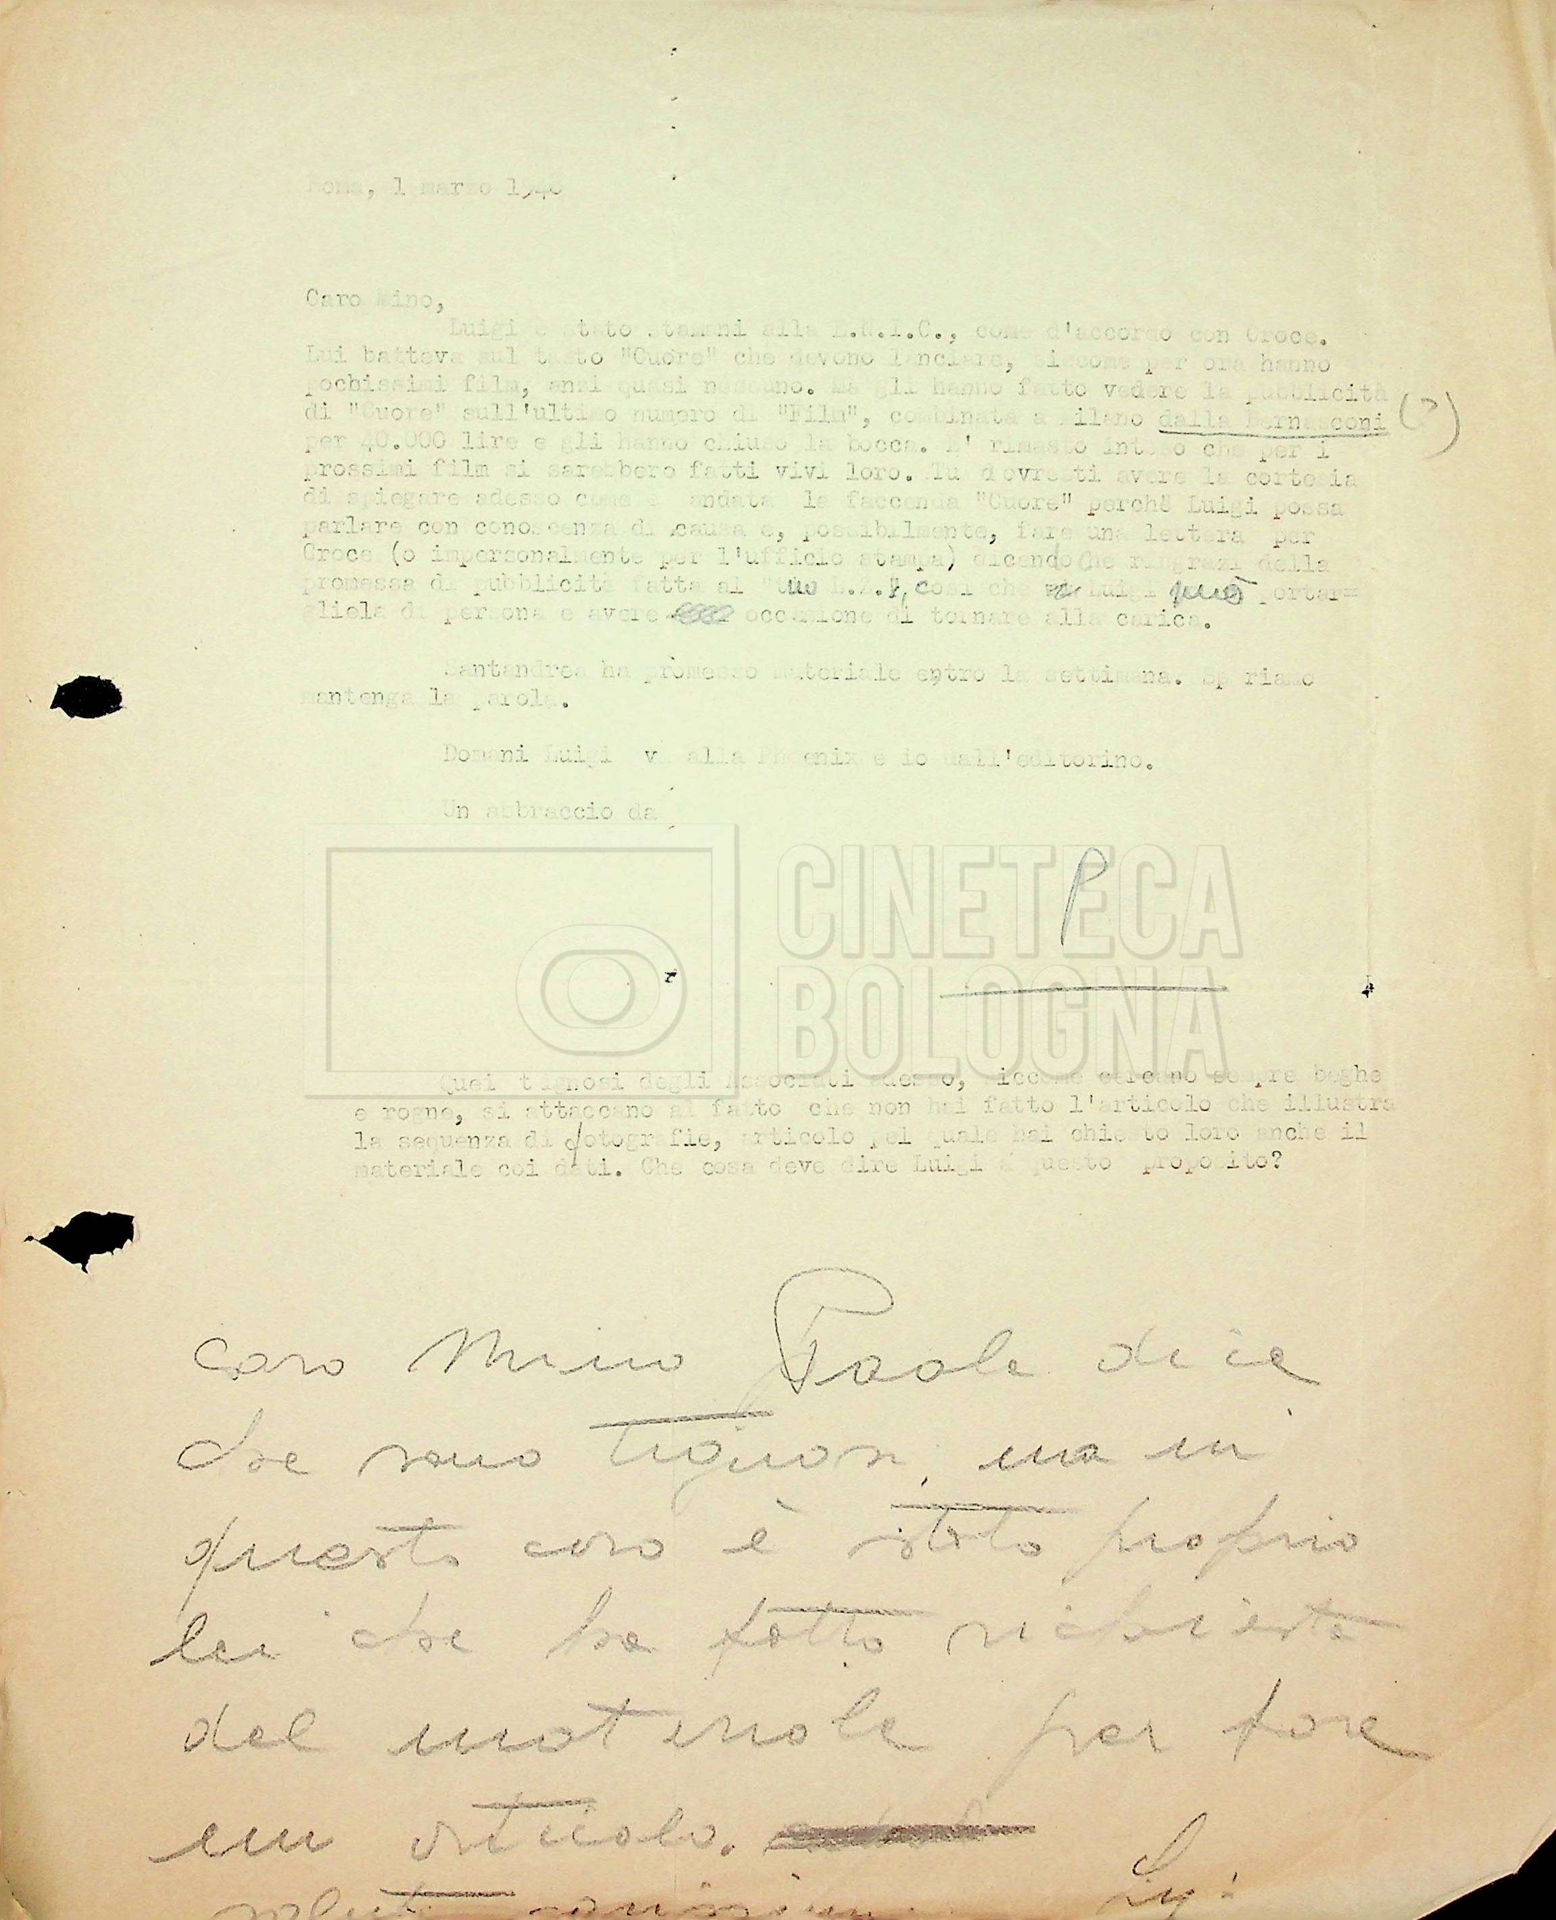 Roma, 1 marzo 1940
Caro Mino,
Luigi è stato stamani alla E.N.I.C., come d'accordo con Croce.
Lui batteva sul tasto "Cuore" che devono lanciare, siccome per ora hanno
pochissimi film, anzi quasi nessuno. Ma gli hanno fatto vedere la pubblicità
di "Cuore" sull'ultimo numero di "Film", combinata a Milano dalla Bernasconi (?)
per 40.000 lire e gli hanno chiuso la bocca. E' rimasto inteso che per i
prossimi film si sarebbero fatti vivi loro. Tu dovresti avere la cortesia
di spiegare adesso come è andata la faccenda "Cuore" perchè Luigi possa
parlare con conoscenza di causa e, possibilmente, fare una lettera per
Croce (o impersonalmente per l'ufficio stampa) dicendo che ringrazi della
promessa di pubblicità fatta al "tuo L.Z.", così che Luigi può portar=
gliela di persona e avere occasione di tornare alla carica.
Santandrea ha promesso materiale entro la settimana. Speriamo
mantenga la parola.
Domani Luigi va alla Phoenix e io dall'editorino.
Un abbraccio da
P
CINETECA
BOLOGNA
Quei tignosi degli Associati adesso, siccome cercano sempre beghe
e rogne, si attaccano al fatto che non hai fatto l'articolo che illustra
la sequenza di fotografie, articolo pel quale hai chiesto loro anche il
materiale coi dati. Che cosa deve dire Luigi a questo proposito?
Caro Mino Paola dice
che sono tignosi, ma in
questo caso è stato proprio
lei che ha fatto richiesta
del materiale per fare
un articolo.
saluti carissimi Luigi